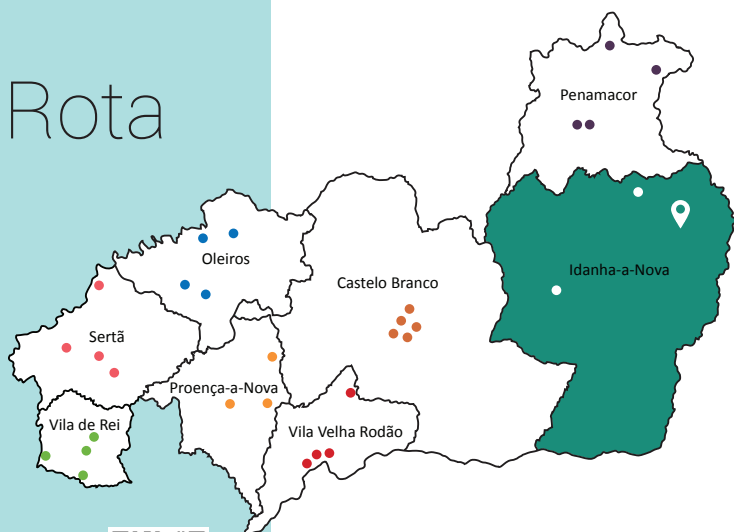 Rota
Penamacor
Idanha-a-Nova
Oleiros
Castelo Branco
Sertã
Proença-a-Nova
Vila de Rei
Vila Velha Rodão